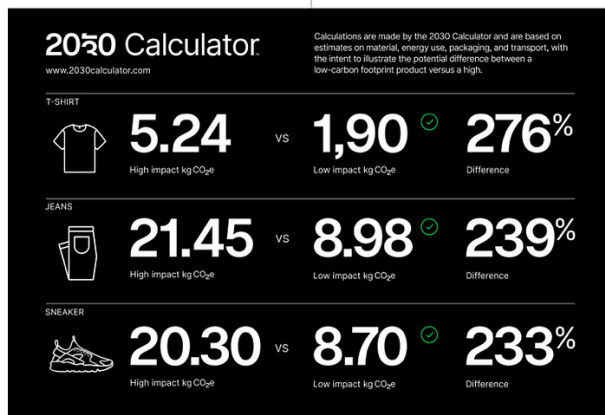 2030 Calculator™
www.2030calculator.com
Calculations are made by the 2030 Calculator and are based on
estimates on material, energy use, packaging, and transport, with
the intent to illustrate the potential difference between a
low-carbon footprint product versus a high.
T-SHIRT
5.24 VS 1,90 276%
High impact kg CO₂e Low impact kg CO₂e Difference
JEANS
21.45 VS 8.98 239%
High impact kg CO₂e Low impact kg CO₂e Difference
SNEAKER
20.30 VS 8.70 233%
High impact kg CO₂e Low impact kg CO₂e Difference